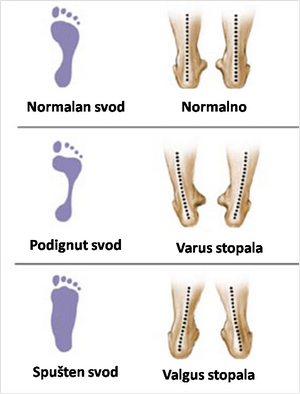 Normalan svod
Normalno
Podignut svod
Varus stopala
Spušten svod
Valgus stopala